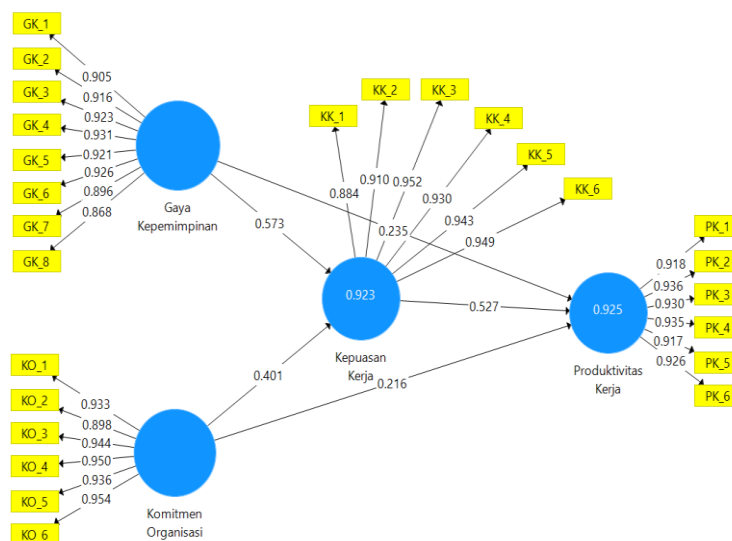 GK_1
GK_2
GK_3
GK_4
GK_5
GK_6
GK_7
GK_8
0.905
0.916
0.923
0.931
0.921
0.926
0.896
0.868
Gaya
Kepemimpinan
KK_1
KK_2
KK_3
KK_4
KK_5
KK_6
0.884
0.910
0.952
0.930
0.943
0.949
0.573
0.235
0.923
Kepuasan
Kerja
0.527
0.401
0.216
0.925
Produktivitas
Kerja
PK_1
PK_2
PK_3
PK_4
PK_5
PK_6
0.918
0.936
0.930
0.935
0.917
0.926
KO_1
KO_2
KO_3
KO_4
KO_5
KO_6
0.933
0.898
0.944
0.950
0.936
0.954
Komitmen
Organisasi